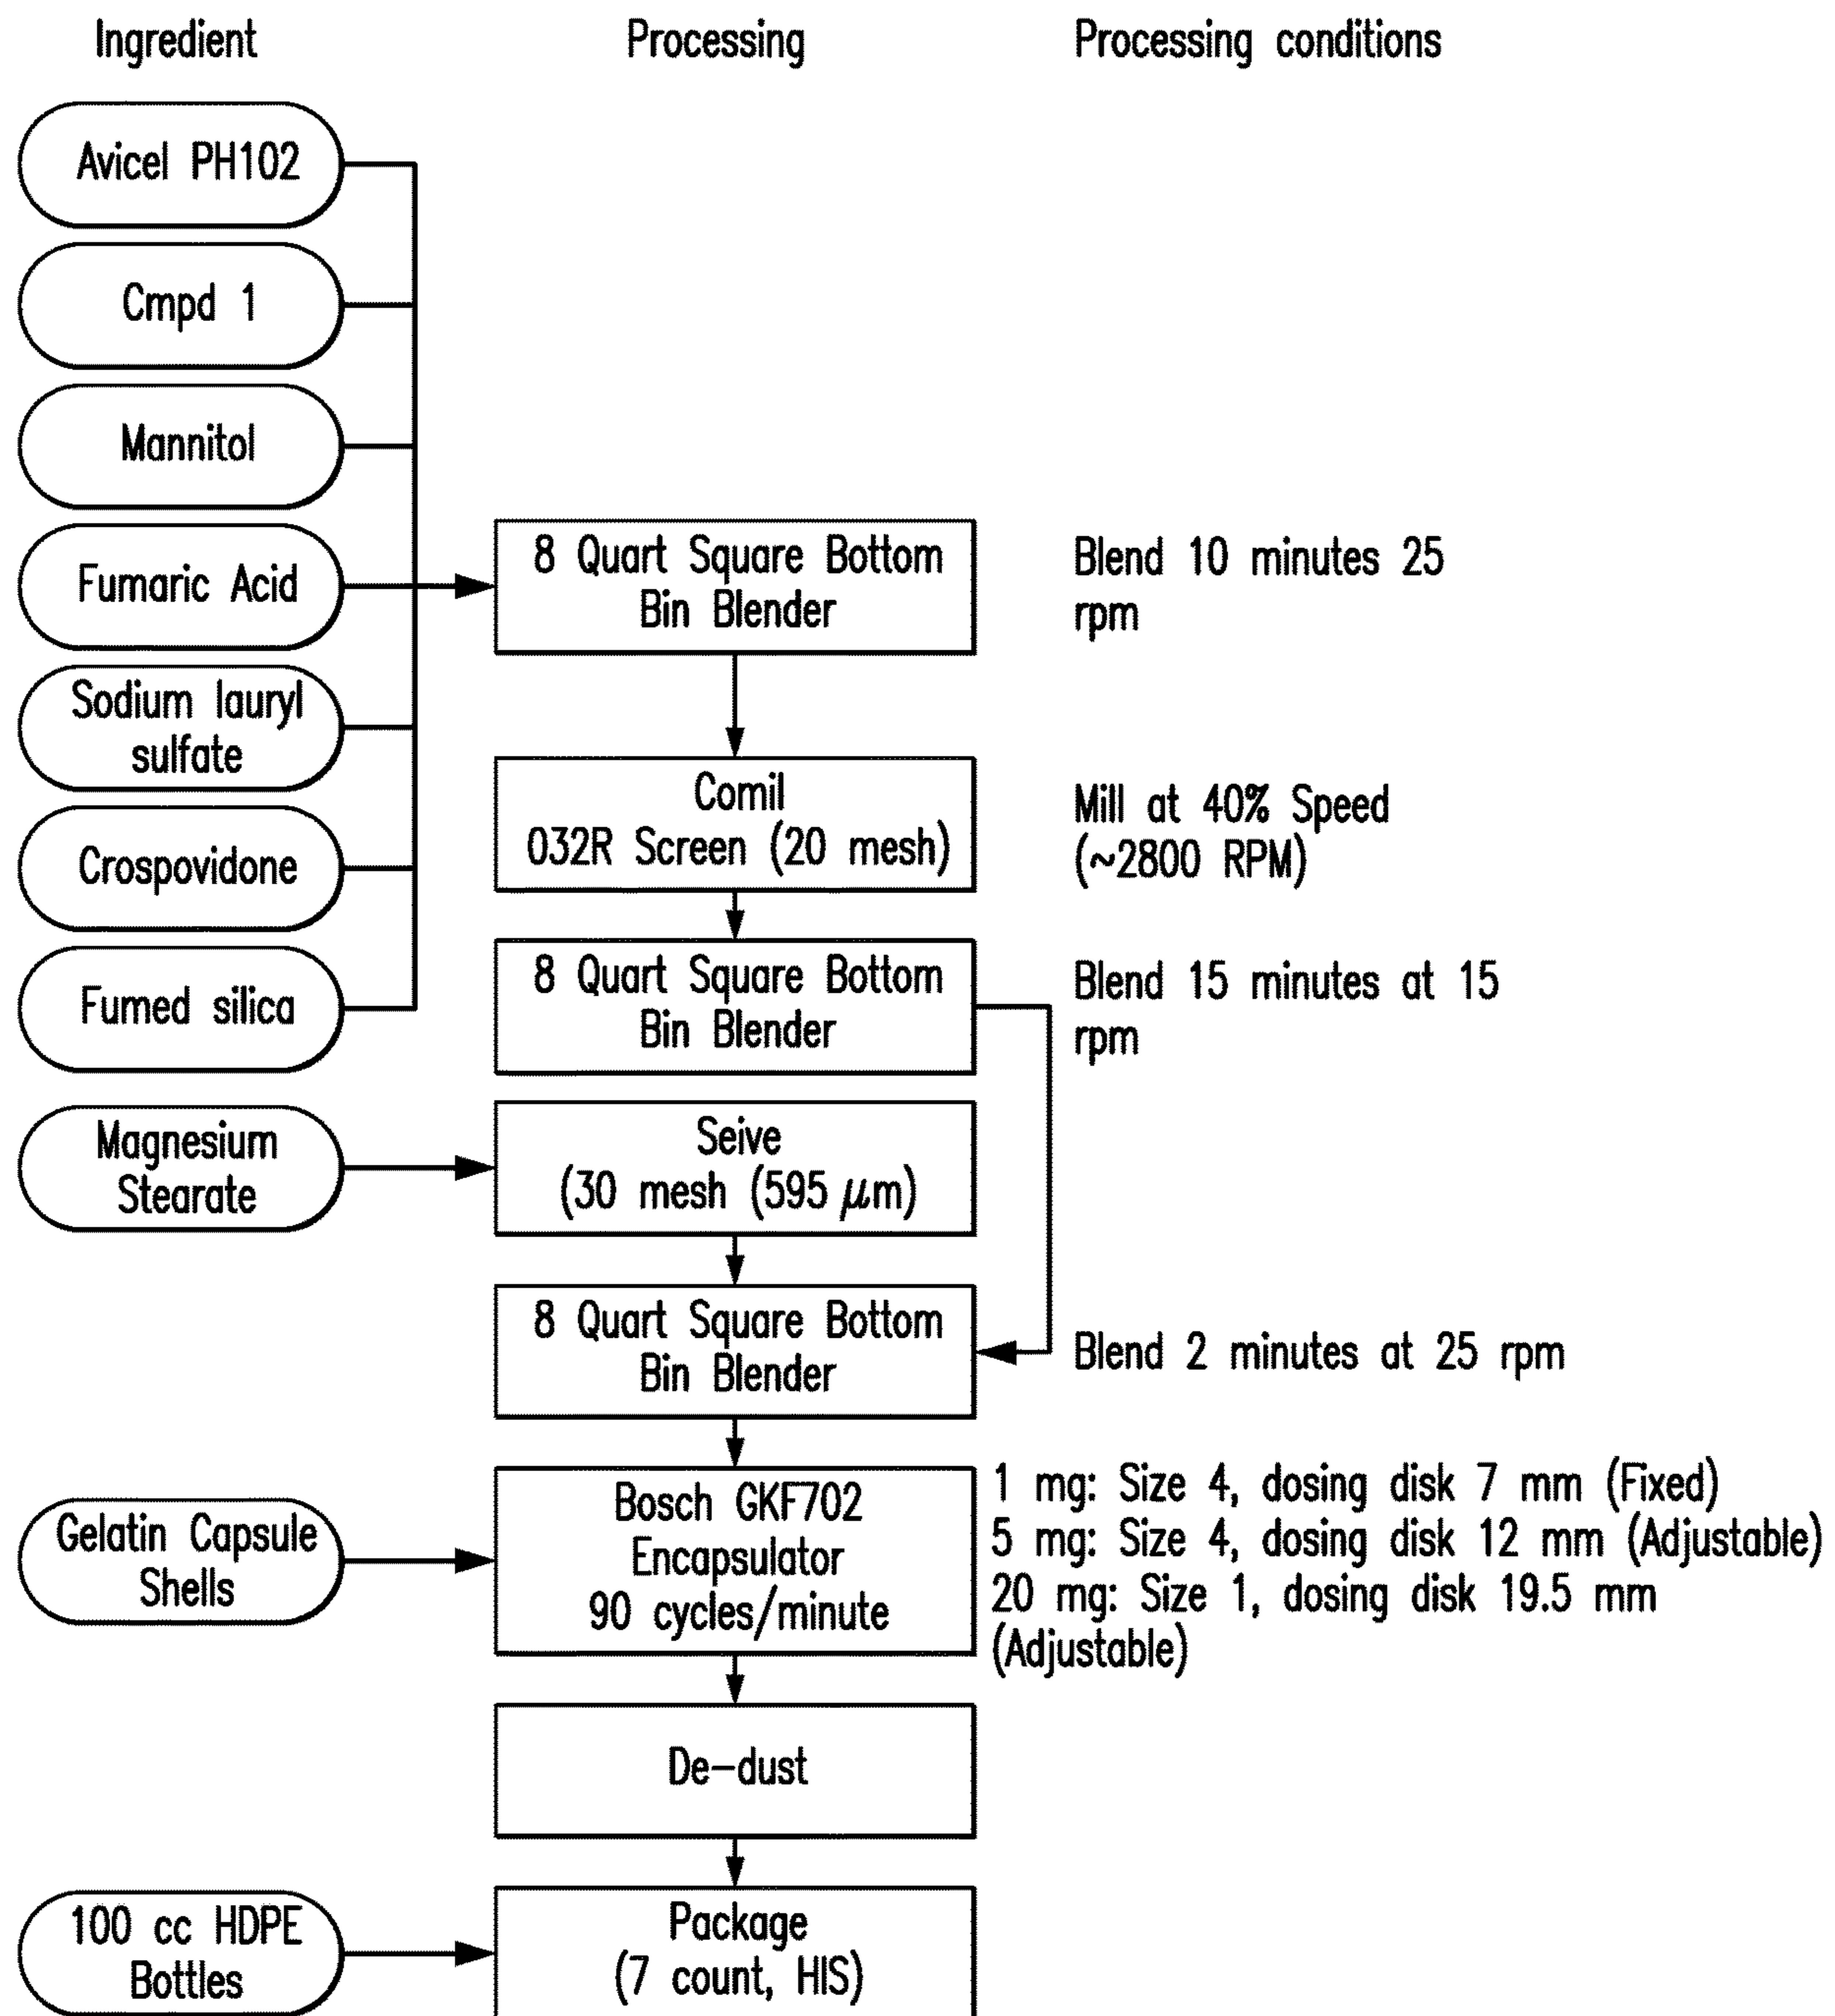 Ingredient
Processing
Processing conditions
Avicel PH102
Cmpd 1
Mannitol
Fumaric Acid
Sodium lauryl
sulfate
Crospovidone
Fumed silica
8 Quart Square Bottom
Bin Blender
Blend 10 minutes 25
rpm
Comil
032R Screen (20 mesh)
Mill at 40% Speed
(~2800 RPM)
8 Quart Square Bottom
Bin Blender
Blend 15 minutes at 15
rpm
Magnesium
Stearate
Seive
(30 mesh (595 μm)
8 Quart Square Bottom
Bin Blender
Blend 2 minutes at 25 rpm
Gelatin Capsule
Shells
Bosch GKF702
Encapsulator
90 cycles/minute
1 mg: Size 4, dosing disk 7 mm (Fixed)
5 mg: Size 4, dosing disk 12 mm (Adjustable)
20 mg: Size 1, dosing disk 19.5 mm
(Adjustable)
De-dust
100 cc HDPE
Bottles
Package
(7 count, HIS)